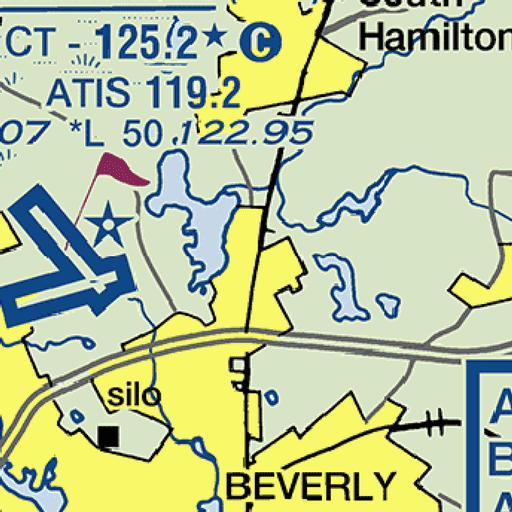 South
Hamilton
CT - 125.2 * C
ATIS 119.2
07 *L 50 122.95
silo
BEVERLY
A
B
A